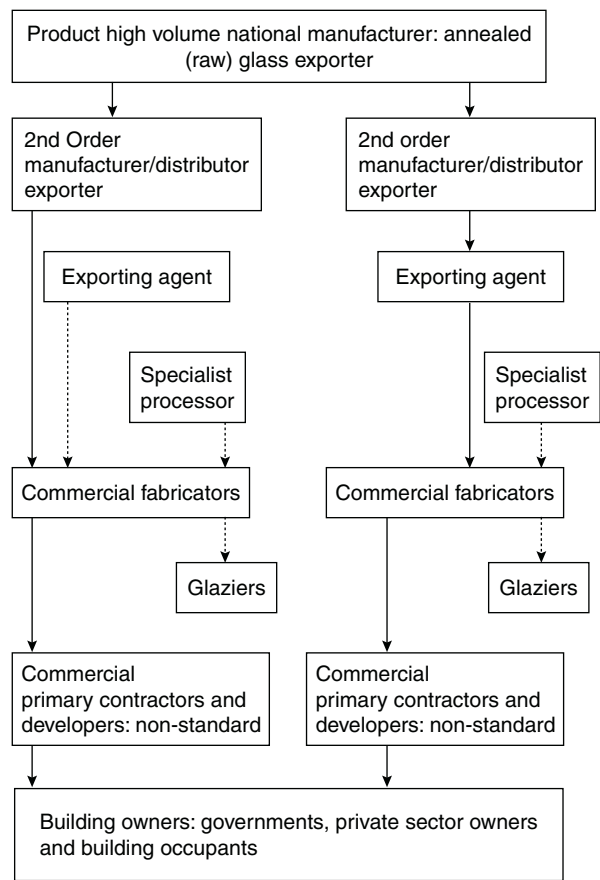 Product high volume national manufacturer: annealed
(raw) glass exporter
2nd Order
manufacturer/distributor
exporter
2nd order
manufacturer/distributor
exporter
Exporting agent
Exporting agent
Specialist
processor
Specialist
processor
Commercial fabricators
Commercial fabricators
Glaziers
Glaziers
Commercial
primary contractors and
developers: non-standard
Commercial
primary contractors and
developers: non-standard
Building owners: governments, private sector owners
and building occupants